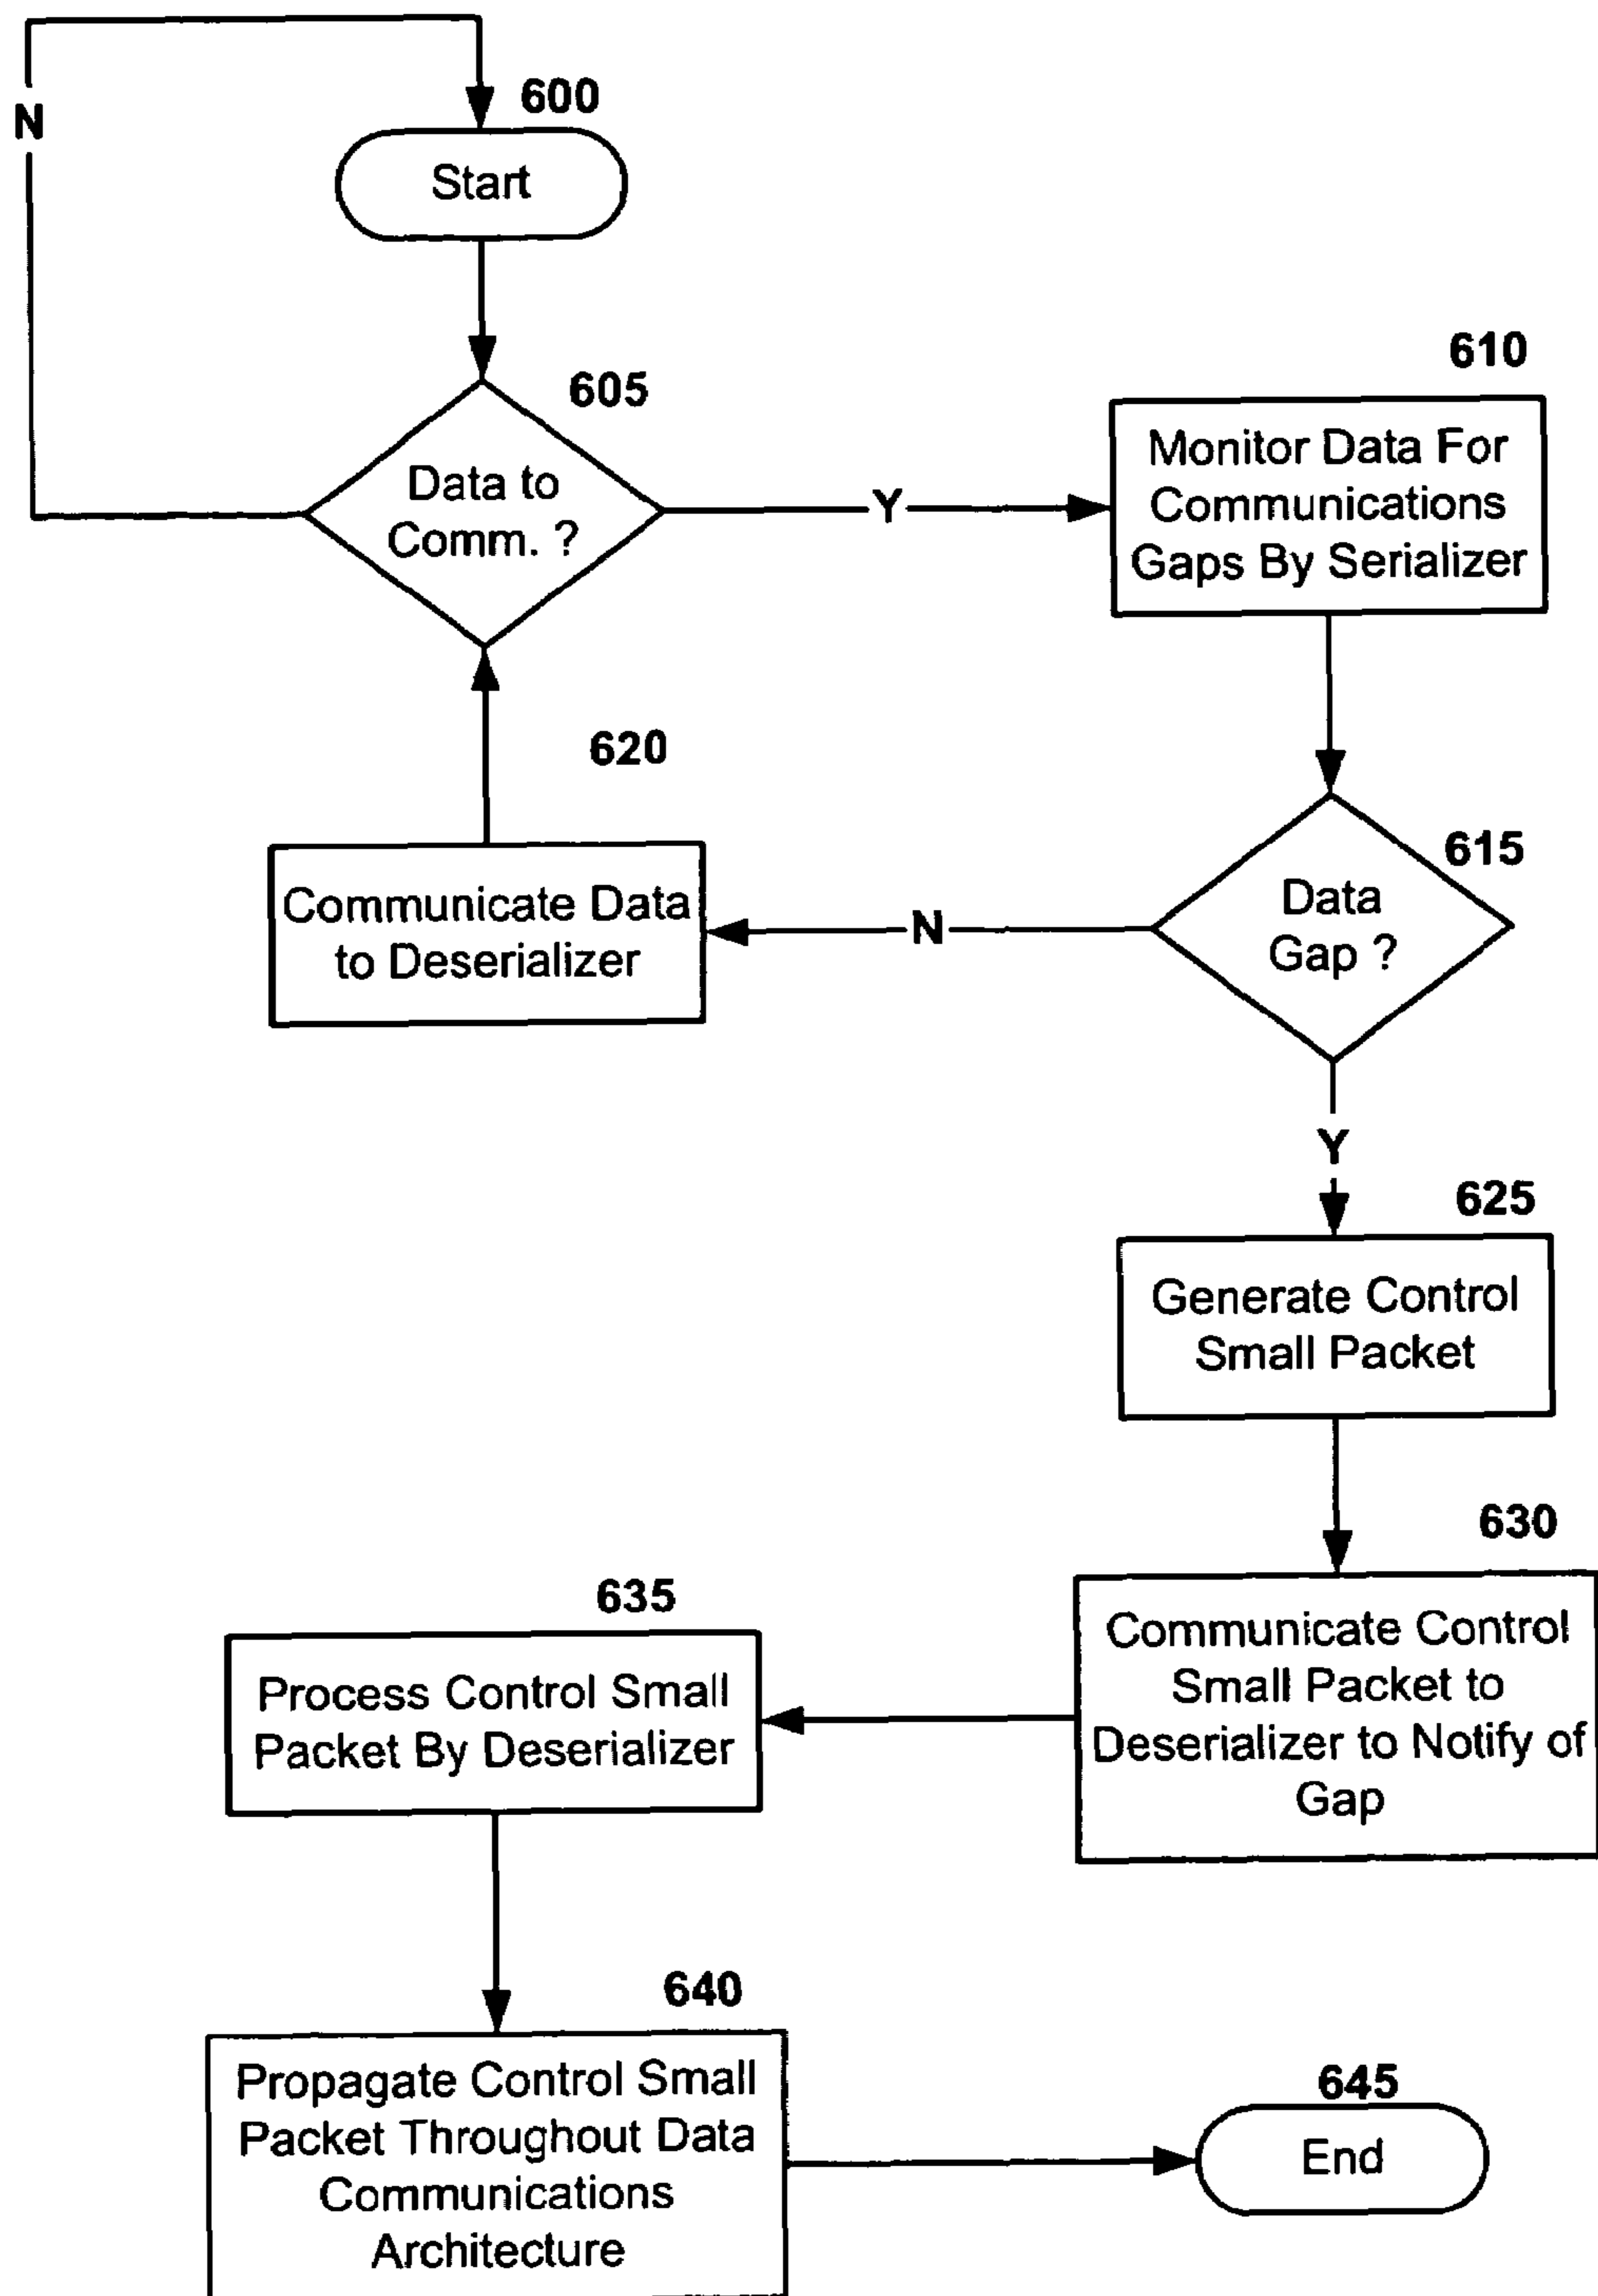 N
600
Start
605
Data to
Comm. ?
Y
610
Monitor Data For
Communications
Gaps By Serializer
615
Data
Gap ?
N
620
Communicate Data
to Deserializer
Y
625
Generate Control
Small Packet
630
Communicate Control
Small Packet to
Deserializer to Notify of
Gap
635
Process Control Small
Packet By Deserializer
640
Propagate Control Small
Packet Throughout Data
Communications
Architecture
645
End